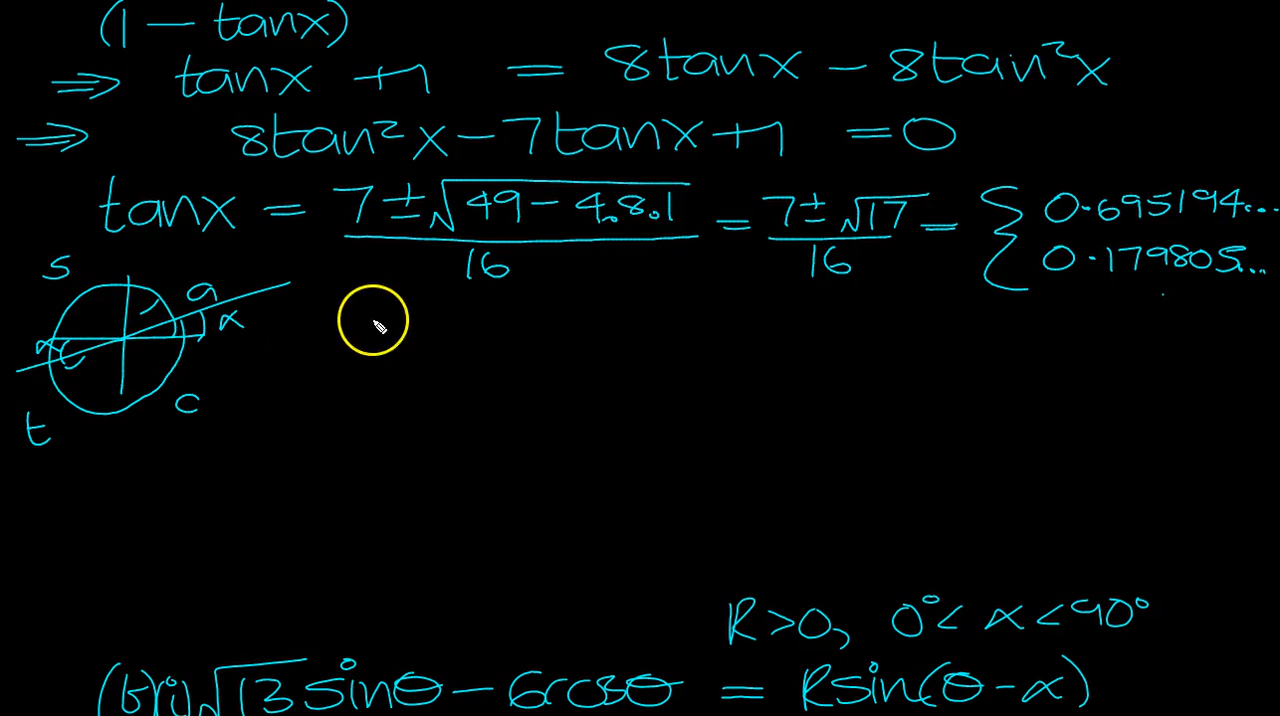 (1 − tanx)
⇒ tanx + 1 = 8tanx − 8tan²x
⇒ 8tan²x − 7tanx + 1 = 0
tanx = (7 ± √(49 − 4.8.1))/16 = (7 ± √17)/16 = { 0.695194... 0.179805...
s a
α α
t c
R>0, 0°< α <90°
(b)(i) √13 sinθ − 6cosθ = Rsin(θ − α)